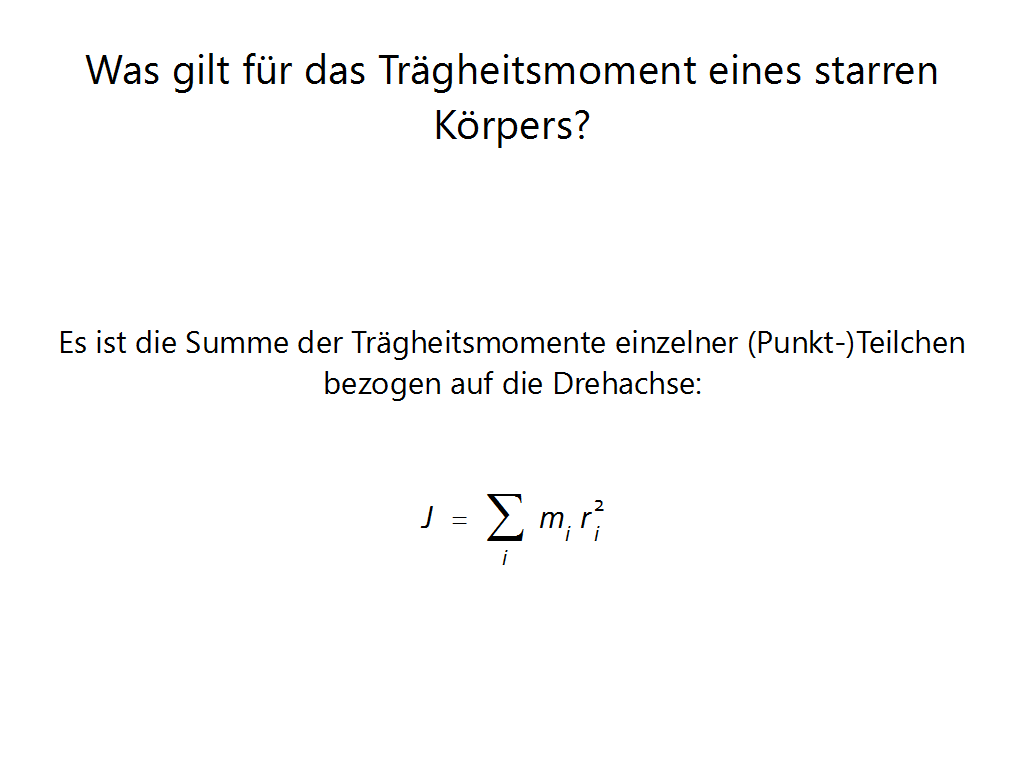 Was gilt für das Trägheitsmoment eines starren
Körpers?
Es ist die Summe der Trägheitsmomente einzelner (Punkt-)Teilchen
bezogen auf die Drehachse:
J = ∑_i m_i r_i^2